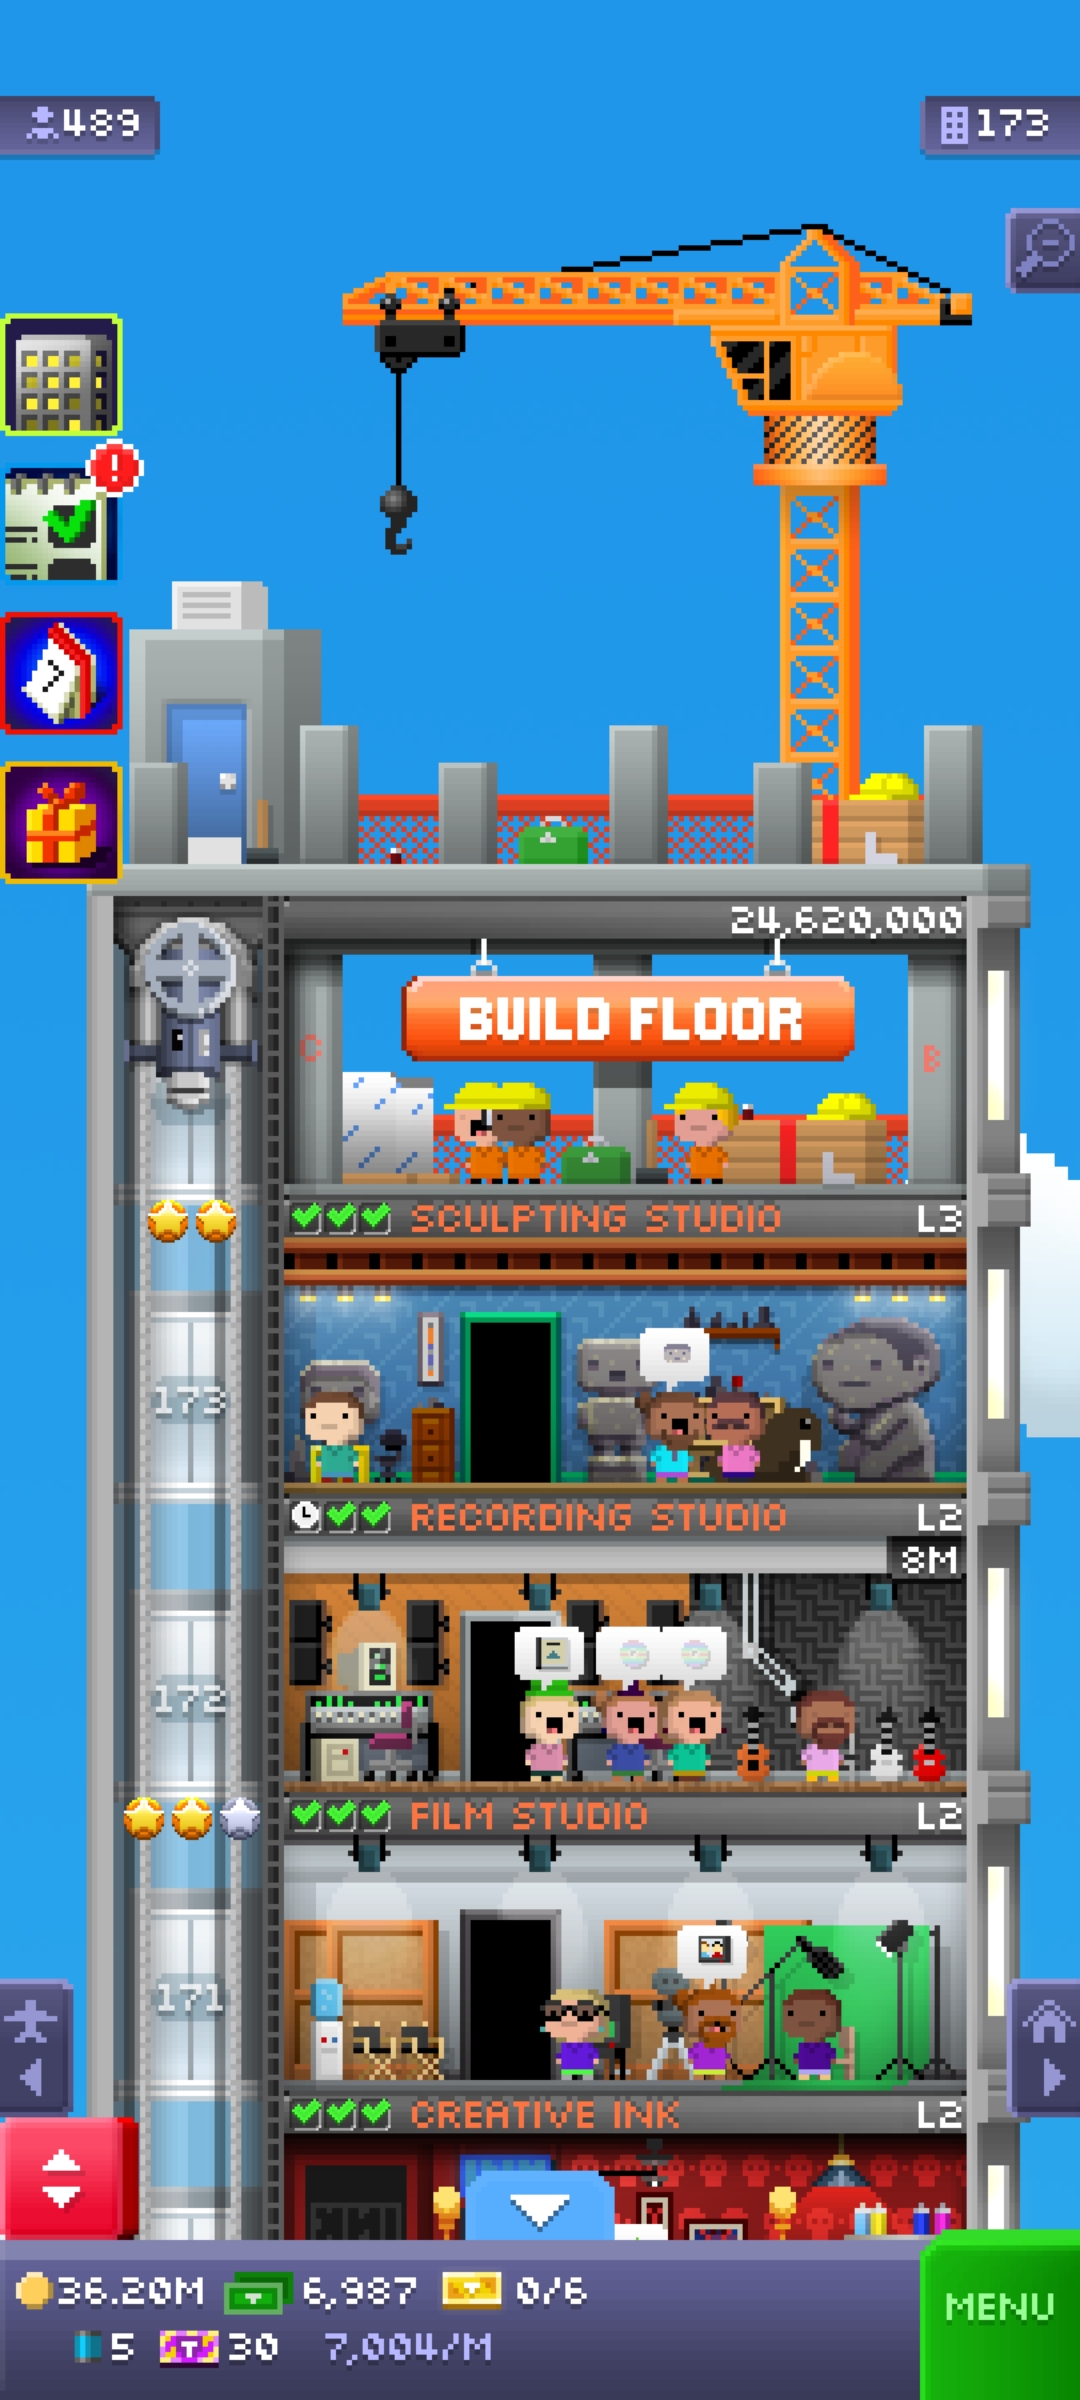 489
173
24,620,000
BUILD FLOOR
C
B
SCULPTING STUDIO L3
173
RECORDING STUDIO L2
8M
172
FILM STUDIO L2
171
CREATIVE INK L2
36.20M 6,987 0/6
MENU
5 T 30 7,004/M